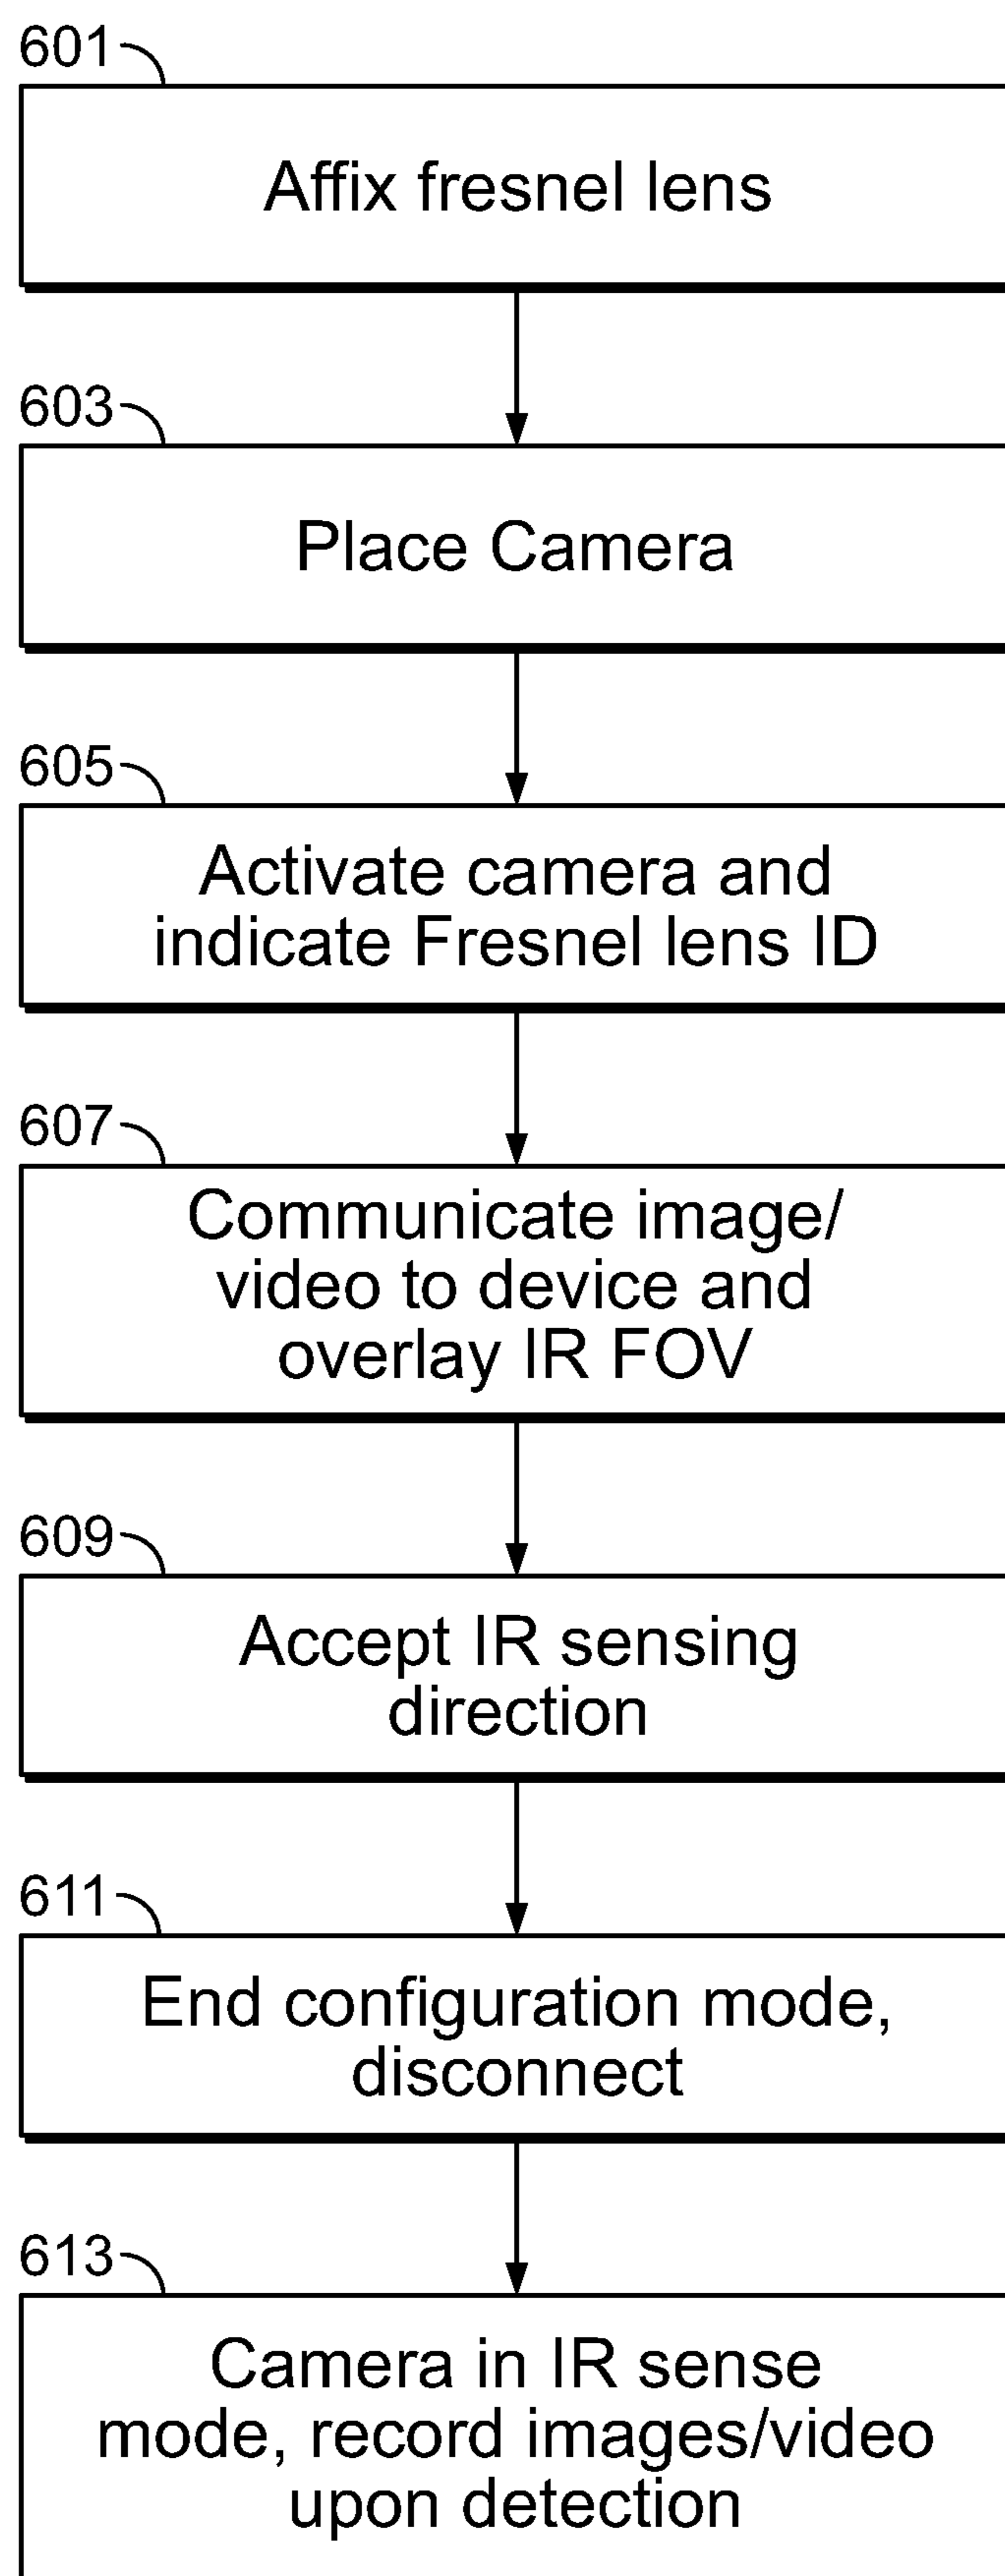 601
Affix fresnel lens
603
Place Camera
605
Activate camera and
indicate Fresnel lens ID
607
Communicate image/
video to device and
overlay IR FOV
609
Accept IR sensing
direction
611
End configuration mode,
disconnect
613
Camera in IR sense
mode, record images/video
upon detection